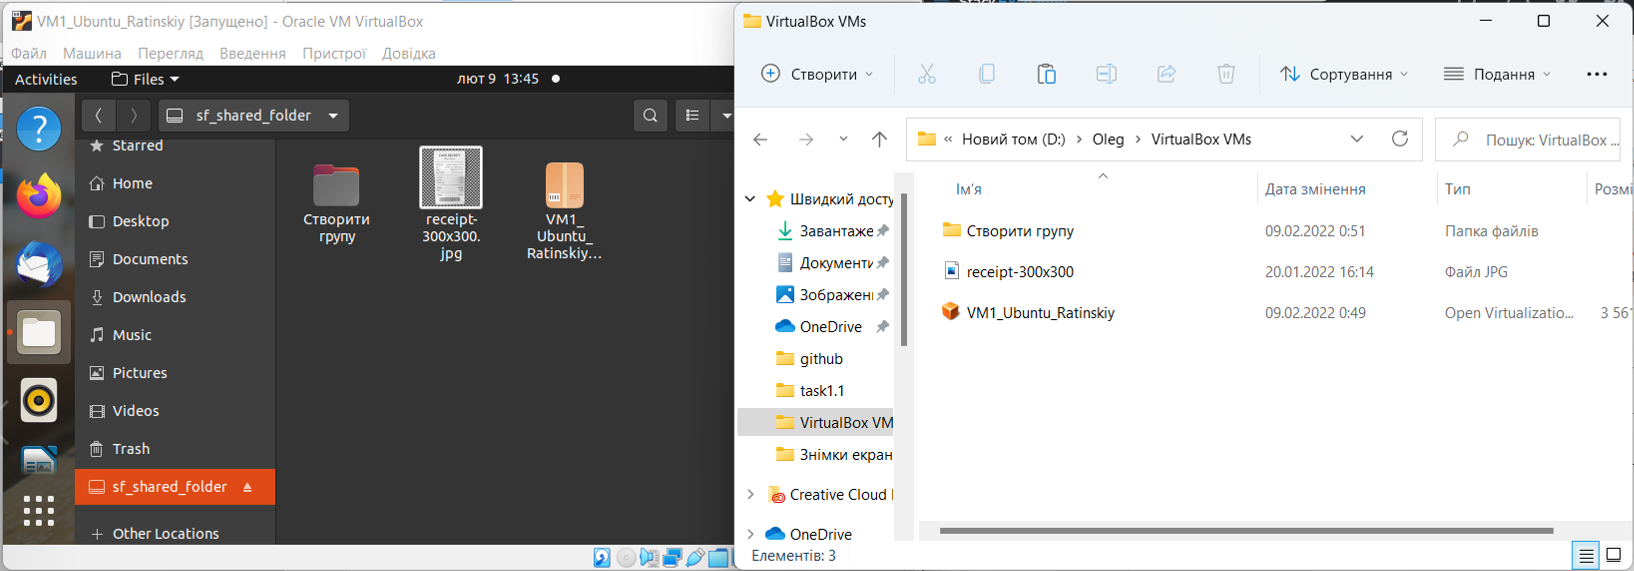 VM1_Ubuntu_Ratinskiy [Запущено] - Oracle VM VirtualBox
Файл Машина Перегляд Введення Пристрої Довідка
Activities Files лют 9 13:45
sf_shared_folder
Starred
Home
Desktop
Documents
Downloads
Music
Pictures
Videos
Trash
sf_shared_folder
Other Locations
Створити
групу
receipt-
300x300.
jpg
VM1_
Ubuntu_
Ratinskiy...
VirtualBox VMs
Створити Сортування Подання
« Новий том (D:) > Oleg > VirtualBox VMs
Пошук: VirtualBox ...
Швидкий досту
Завантаже
Документи
Зображен
OneDrive
github
task1.1
VirtualBox VM
Знімки екран
Creative Cloud
OneDrive
Ім'я Дата змінення Тип Розмі
Створити групу 09.02.2022 0:51 Папка файлів
receipt-300x300 20.01.2022 16:14 Файл JPG
VM1_Ubuntu_Ratinskiy 09.02.2022 0:49 Open Virtualizatio... 3 561
Елементів: 3